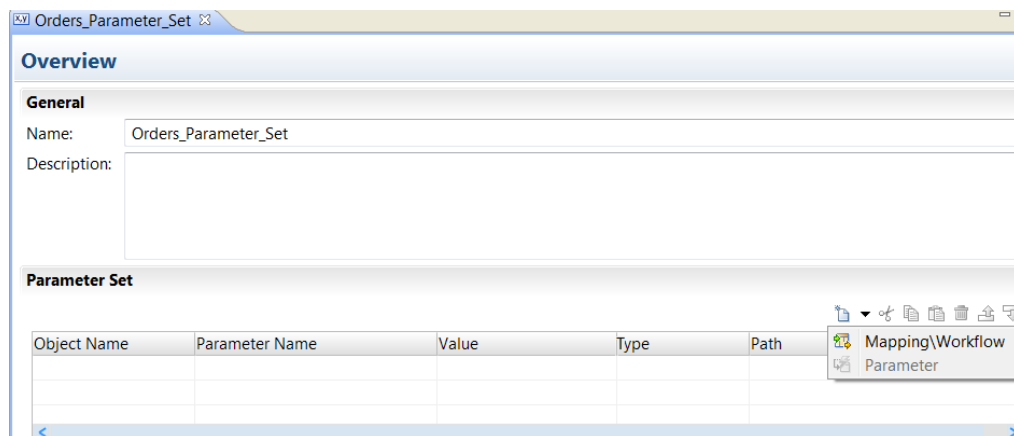 Orders_Parameter_Set
Overview
General
Name: Orders_Parameter_Set
Description:
Parameter Set
Object Name Parameter Name Value Type Path
Mapping\Workflow
Parameter